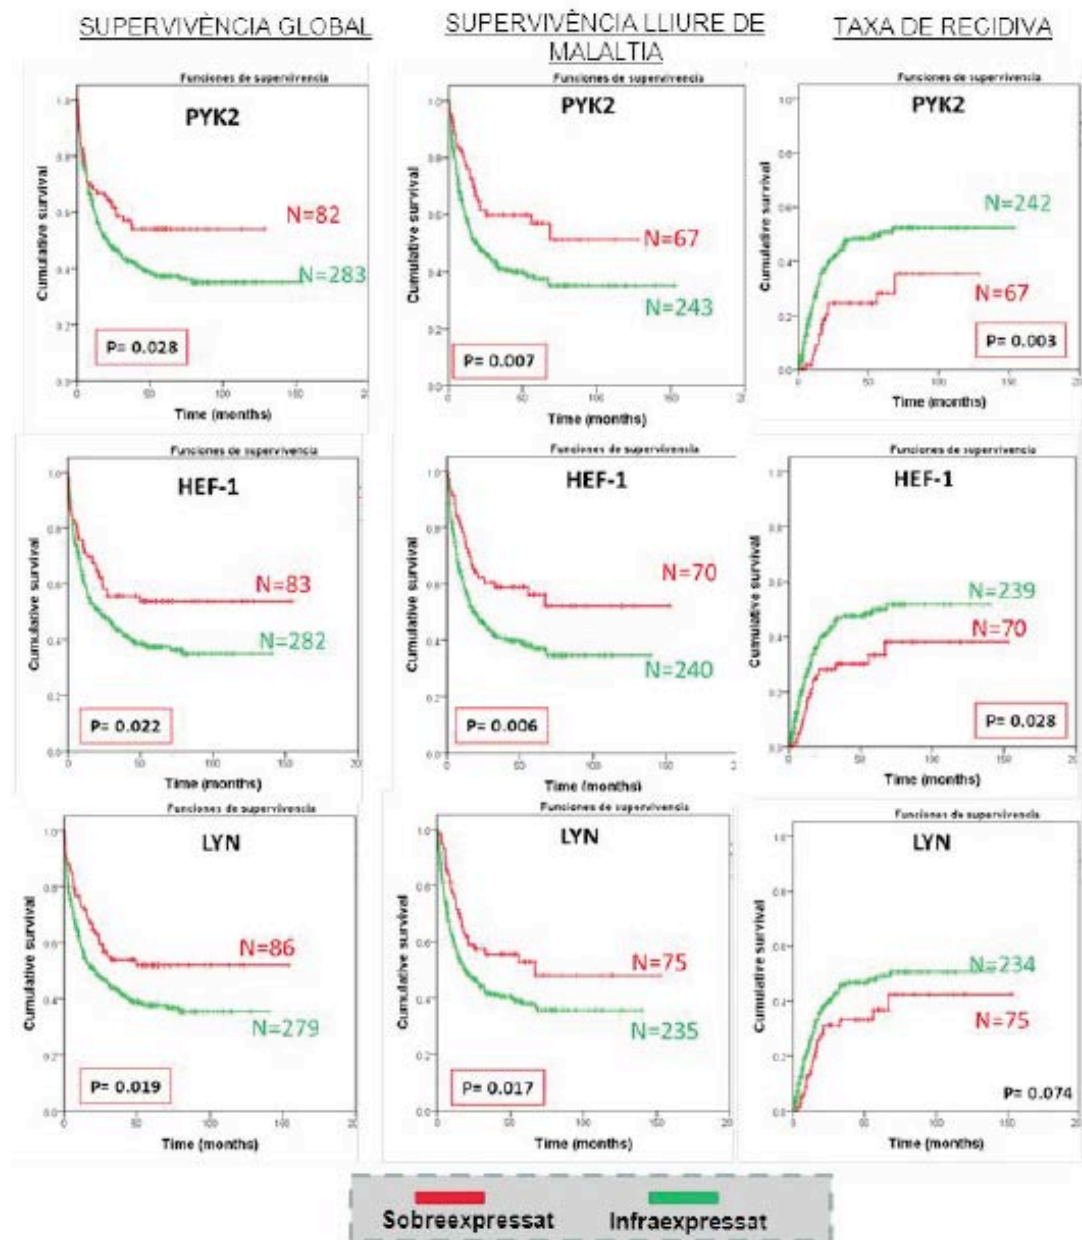 SUPERVIVÈNCIA GLOBAL
SUPERVIVÈNCIA LLIURE DE
MALALTIA
TAXA DE RECIDIVA
Funciones de supervivencia
PYK2
Cumulative survival
N=82
N=283
P= 0.028
Time (months)
Funciones de supervivencia
PYK2
Cumulative survival
N=67
N=243
P= 0.007
Time (months)
Funciones de supervivencia
PYK2
Cumulative survival
N=242
N=67
P= 0.003
Time (months)
Funciones de supervivencia
HEF-1
Cumulative survival
N=83
N=282
P= 0.022
Time (months)
Funciones de supervivencia
HEF-1
Cumulative survival
N=70
N=240
P= 0.006
Time (months)
Funciones de supervivencia
HEF-1
Cumulative survival
N=239
N=70
P= 0.028
Time (months)
Funciones de supervivencia
LYN
Cumulative survival
N=86
N=279
P= 0.019
Time (months)
Funciones de supervivencia
LYN
Cumulative survival
N=75
N=235
P= 0.017
Time (months)
Funciones de supervivencia
LYN
Cumulative survival
N=234
N=75
P= 0.074
Time (months)
Sobreexpressat
Infraexpressat